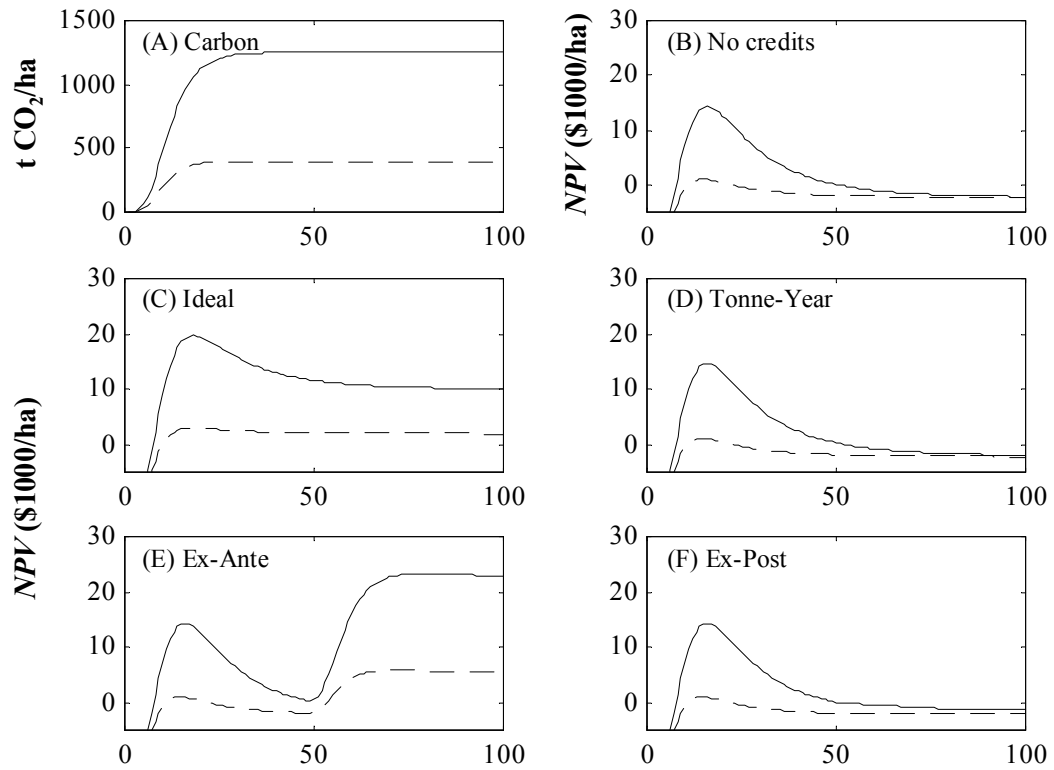 t CO₂/ha
1500
1000
500
0
(A) Carbon
0 50 100
NPV ($1000/ha)
30
20
10
0
(B) No credits
0 50 100
NPV ($1000/ha)
30
20
10
0
(C) Ideal
0 50 100
30
20
10
0
(D) Tonne-Year
0 50 100
30
20
10
0
(E) Ex-Ante
0 50 100
30
20
10
0
(F) Ex-Post
0 50 100